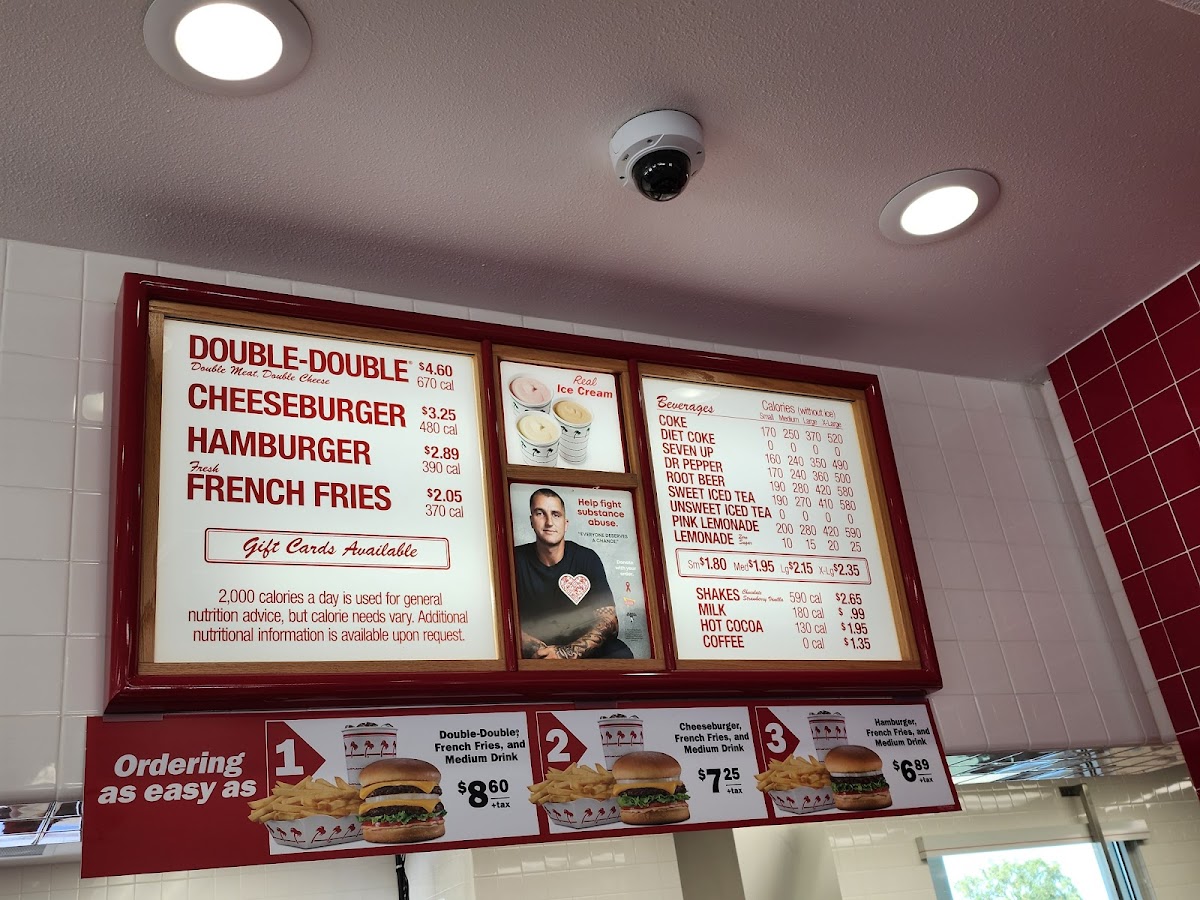 DOUBLE-DOUBLE® $4.60
Double Meat, Double Cheese 670 cal
CHEESEBURGER $3.25
480 cal
HAMBURGER $2.89
390 cal
Fresh
FRENCH FRIES $2.05
370 cal
Gift Cards Available
2,000 calories a day is used for general
nutrition advice, but calorie needs vary. Additional
nutritional information is available upon request.
Real
Ice Cream
Help fight
substance
abuse.
"EVERYONE DESERVES
A CHANCE"
Beverages Calories (without ice)
Small Medium Large X-Large
COKE 170 250 370 520
DIET COKE 0 0 0 0
SEVEN UP 160 240 350 490
DR PEPPER 170 240 360 500
ROOT BEER 190 280 420 580
SWEET ICED TEA 190 270 410 580
UNSWEET ICED TEA 0 0 0 0
PINK LEMONADE 200 280 420 590
LEMONADE Zero Sugar 10 15 20 25
Sm$1.80 Med$1.95 Lg$2.15 X-Lg$2.35
SHAKES Chocolate Strawberry Vanilla 590 cal $2.65
MILK 180 cal $ .99
HOT COCOA 130 cal $1.95
COFFEE 0 cal $1.35
Ordering
as easy as
1
Double-Double,®
French Fries, and
Medium Drink
$8.60
+tax
2
Cheeseburger,
French Fries, and
Medium Drink
$7.25
+tax
3
Hamburger,
French Fries, and
Medium Drink
$6.89
+tax